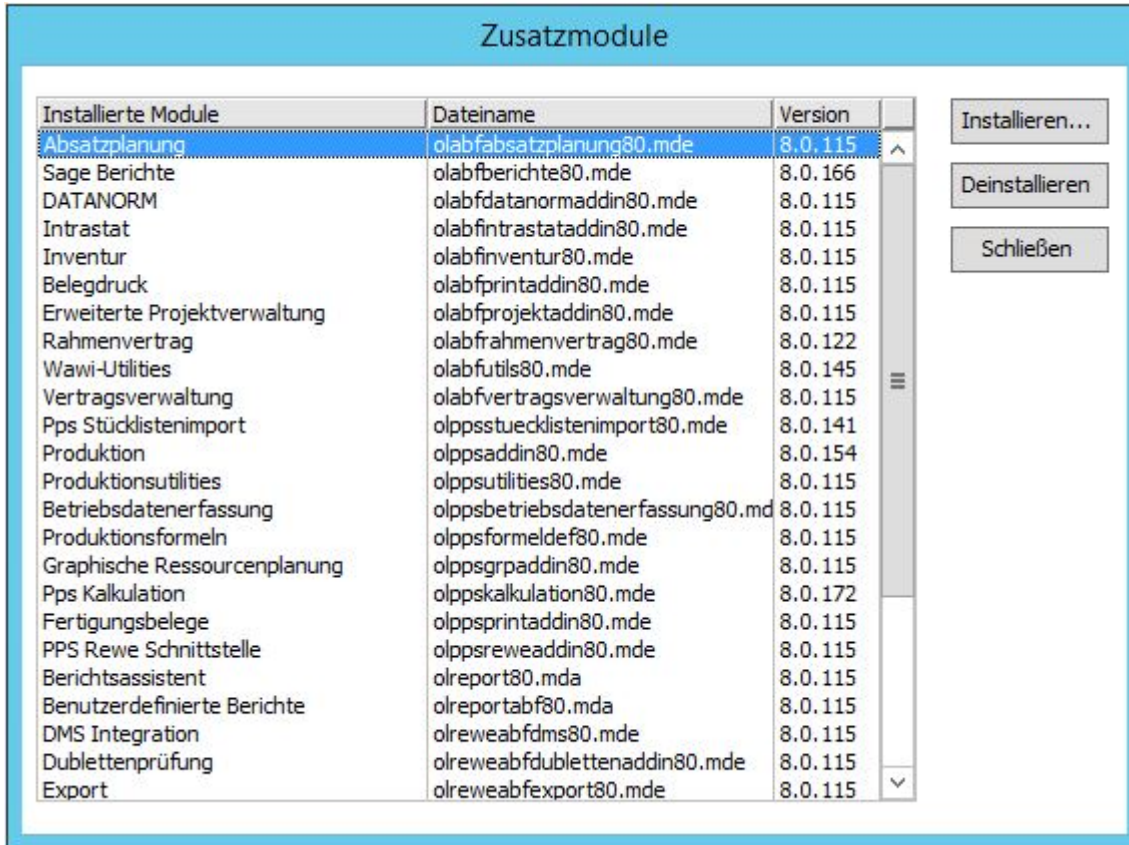 Zusatzmodule
Installierte Module Dateiname Version
Absatzplanung olabfabsatzplanung80.mde 8.0.115
Sage Berichte olabfberichte80.mde 8.0.166
DATANORM olabfdatanormaddin80.mde 8.0.115
Intrastat olabfintrastataddin80.mde 8.0.115
Inventur olabfinventur80.mde 8.0.115
Belegdruck olabfprintaddin80.mde 8.0.115
Erweiterte Projektverwaltung olabfprojektaddin80.mde 8.0.115
Rahmenvertrag olabfrahmenvertrag80.mde 8.0.122
Wawi-Utilities olabfutils80.mde 8.0.145
Vertragsverwaltung olabfvertragsverwaltung80.mde 8.0.115
Pps Stücklistenimport olppsstuecklistenimport80.mde 8.0.141
Produktion olppsaddin80.mde 8.0.154
Produktionsutilities olppsutilities80.mde 8.0.115
Betriebsdatenerfassung olppsbetriebsdatenerfassung80.md 8.0.115
Produktionsformeln olppsformeldef80.mde 8.0.115
Graphische Ressourcenplanung olppsgrpaddin80.mde 8.0.115
Pps Kalkulation olppskalkulation80.mde 8.0.172
Fertigungsbelege olppsprintaddin80.mde 8.0.115
PPS Rewe Schnittstelle olppsreweaddin80.mde 8.0.115
Berichtsassistent olreport80.mda 8.0.115
Benutzerdefinierte Berichte olreportabf80.mda 8.0.115
DMS Integration olreweabfdms80.mde 8.0.115
Dublettenprüfung olreweabfdublettenaddin80.mde 8.0.115
Export olreweabfexport80.mde 8.0.115
Installieren...
Deinstallieren
Schließen